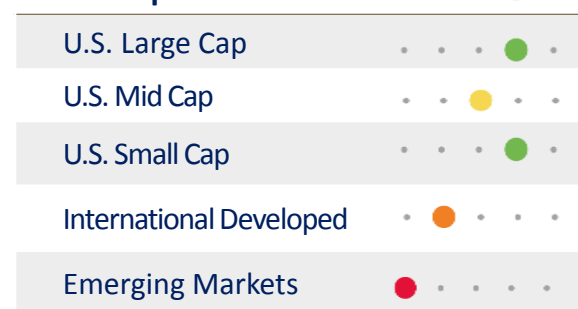 U.S. Large Cap
U.S. Mid Cap
U.S. Small Cap
International Developed
Emerging Markets